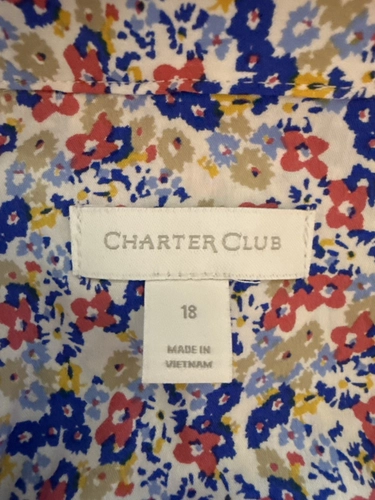 CHARTER CLUB
18
MADE IN
VIETNAM